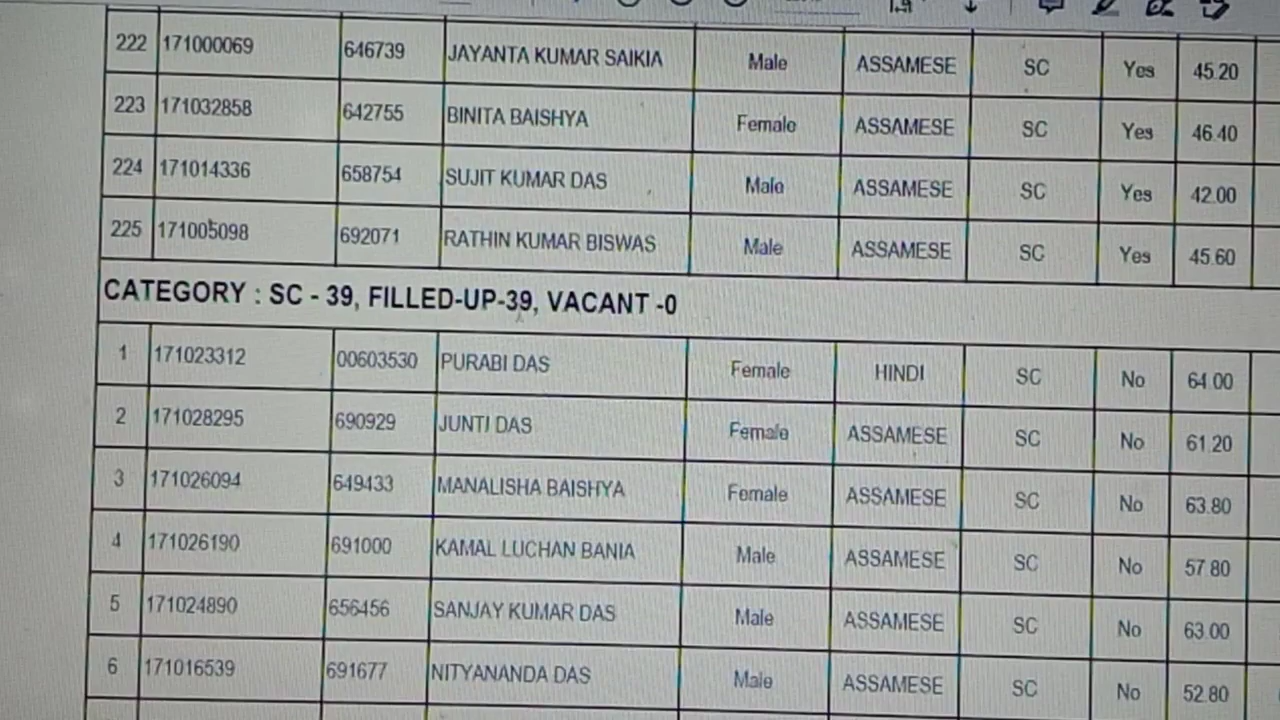 222 171000069 646739 JAYANTA KUMAR SAIKIA Male ASSAMESE SC Yes 45.20
223 171032858 642755 BINITA BAISHYA Female ASSAMESE SC Yes 46.40
224 171014336 658754 SUJIT KUMAR DAS Male ASSAMESE SC Yes 42.00
225 171005098 692071 RATHIN KUMAR BISWAS Male ASSAMESE SC Yes 45.60
CATEGORY : SC - 39, FILLED-UP-39, VACANT -0
1 171023312 00603530 PURABI DAS Female HINDI SC No 64.00
2 171028295 690929 JUNTI DAS Female ASSAMESE SC No 61.20
3 171026094 649433 MANALISHA BAISHYA Female ASSAMESE SC No 63.80
4 171026190 691000 KAMAL LUCHAN BANIA Male ASSAMESE SC No 57.80
5 171024890 656456 SANJAY KUMAR DAS Male ASSAMESE SC No 63.00
6 171016539 691677 NITYANANDA DAS Male ASSAMESE SC No 52.80